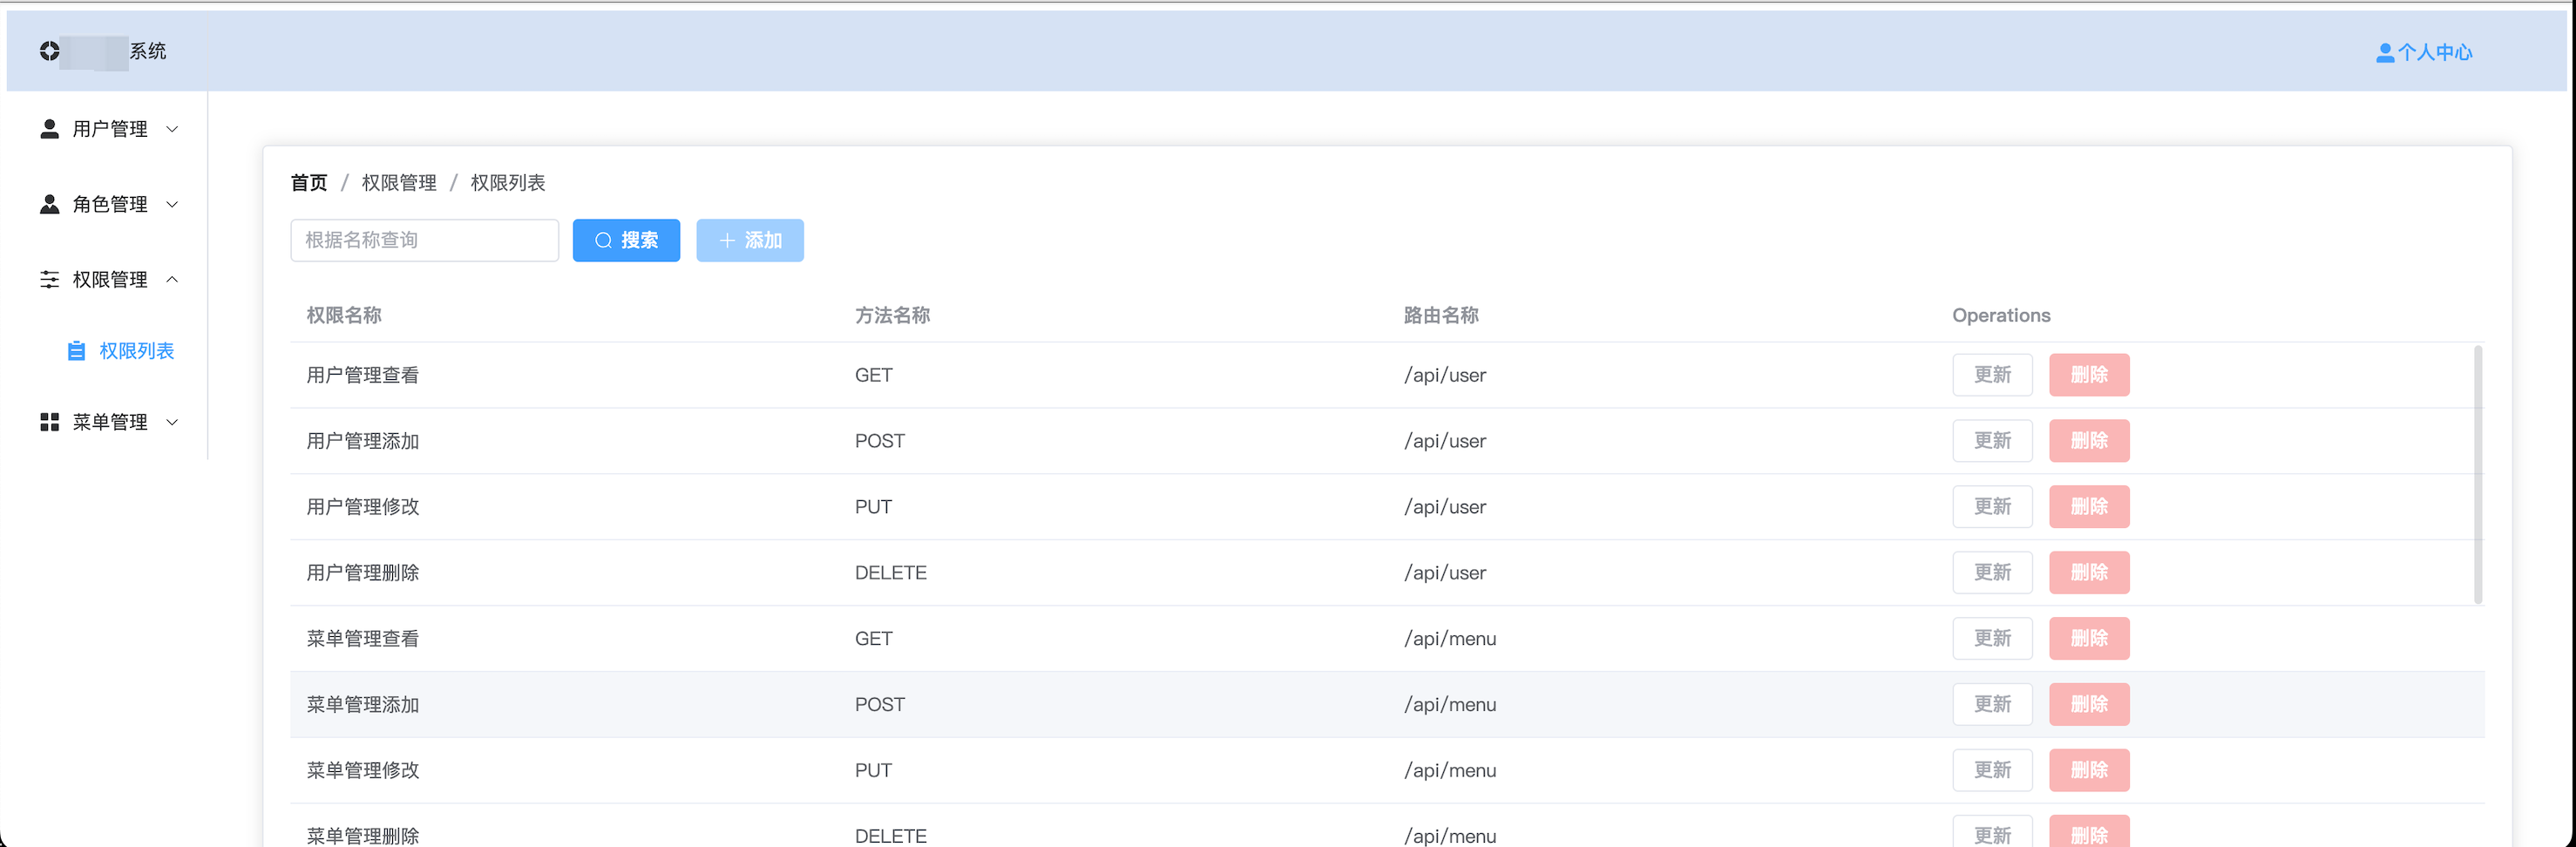 系统
个人中心
用户管理
角色管理
权限管理
权限列表
菜单管理
首页 / 权限管理 / 权限列表
根据名称查询 搜索 添加
权限名称 方法名称 路由名称 Operations
用户管理查看 GET /api/user 更新 删除
用户管理添加 POST /api/user 更新 删除
用户管理修改 PUT /api/user 更新 删除
用户管理删除 DELETE /api/user 更新 删除
菜单管理查看 GET /api/menu 更新 删除
菜单管理添加 POST /api/menu 更新 删除
菜单管理修改 PUT /api/menu 更新 删除
菜单管理删除 DELETE /api/menu 更新 删除